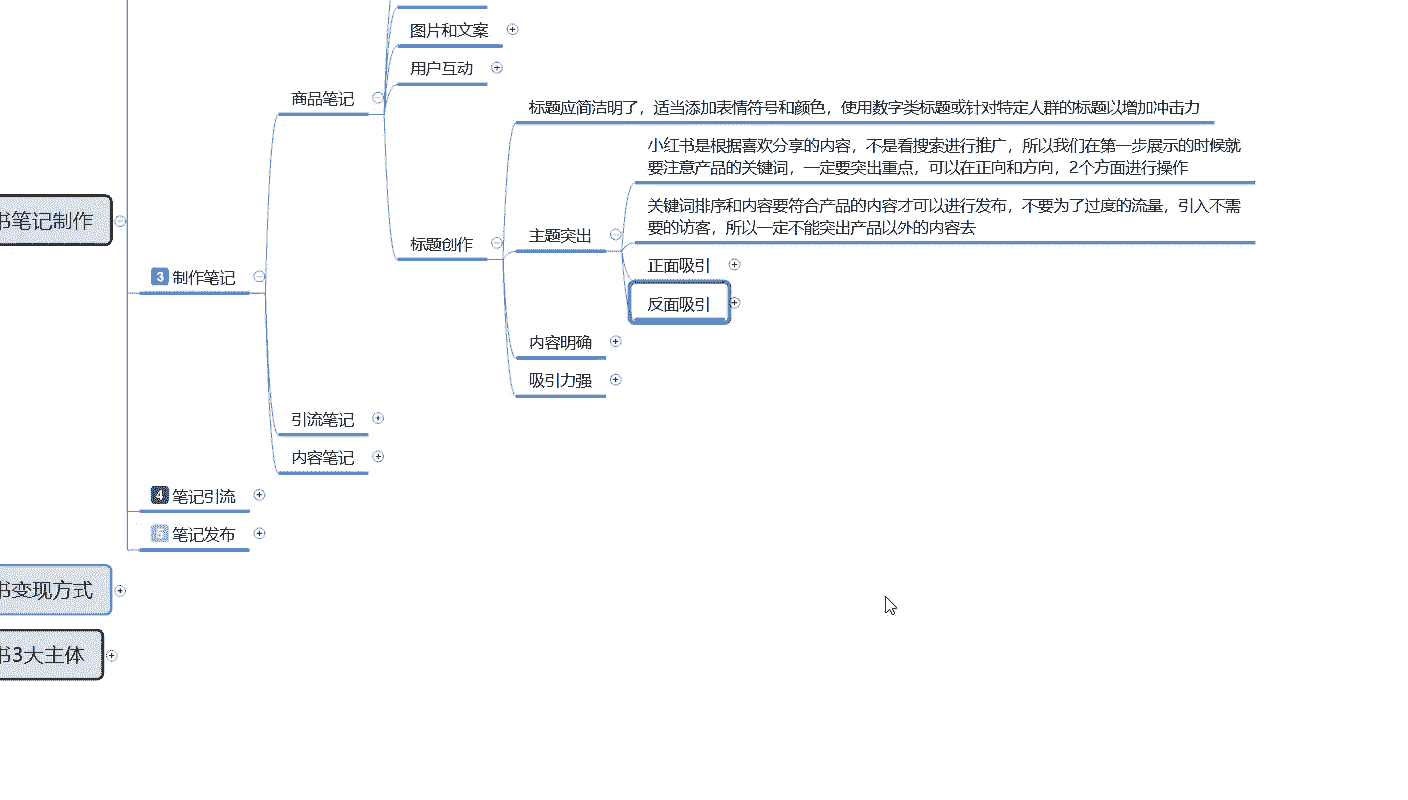 图片和文案
用户互动
商品笔记
标题应简洁明了，适当添加表情符号和颜色，使用数字类标题或针对特定人群的标题以增加冲击力
小红书是根据喜欢分享的内容，不是看搜索进行推广，所以我们在第一步展示的时候就
要注意产品的关键词，一定要突出重点，可以在正向和方向，2个方面进行操作
关键词排序和内容要符合产品的内容才可以进行发布，不要为了过度的流量，引入不需
要的访客，所以一定不能突出产品以外的内容去
书笔记制作
标题创作
主题突出
正面吸引
3 制作笔记
反面吸引
内容明确
吸引力强
引流笔记
内容笔记
4 笔记引流
5 笔记发布
书变现方式
书3大主体